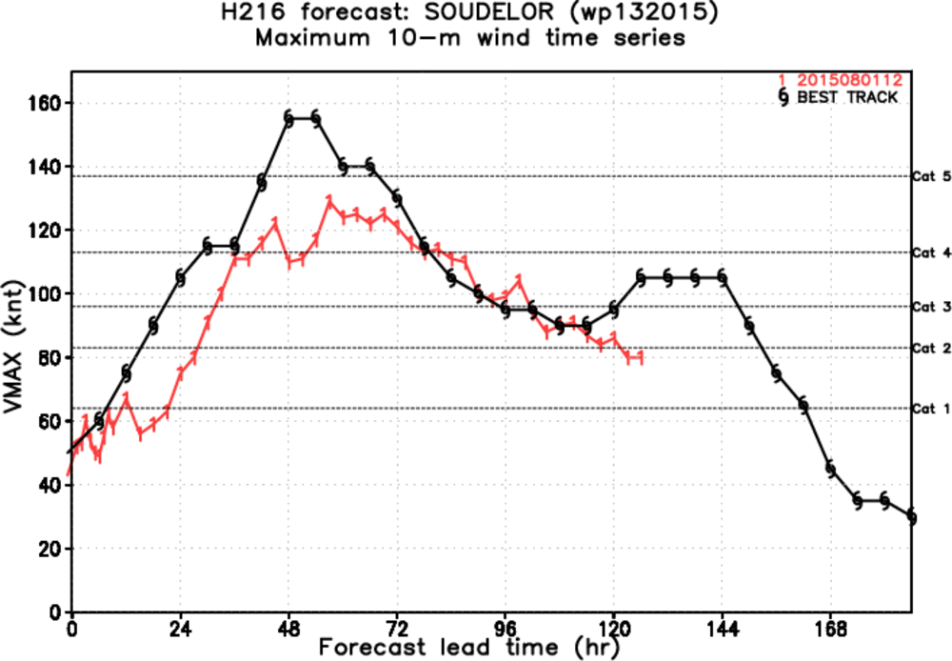 H216 forecast: SOUDELOR (wp132015)
Maximum 10-m wind time series
1 2015080112
BEST TRACK
160
140
120
100
80
60
40
20
0
VMAX (knt)
Cat 5
Cat 4
Cat 3
Cat 2
Cat 1
0 24 48 72 96 120 144 168
Forecast lead time (hr)